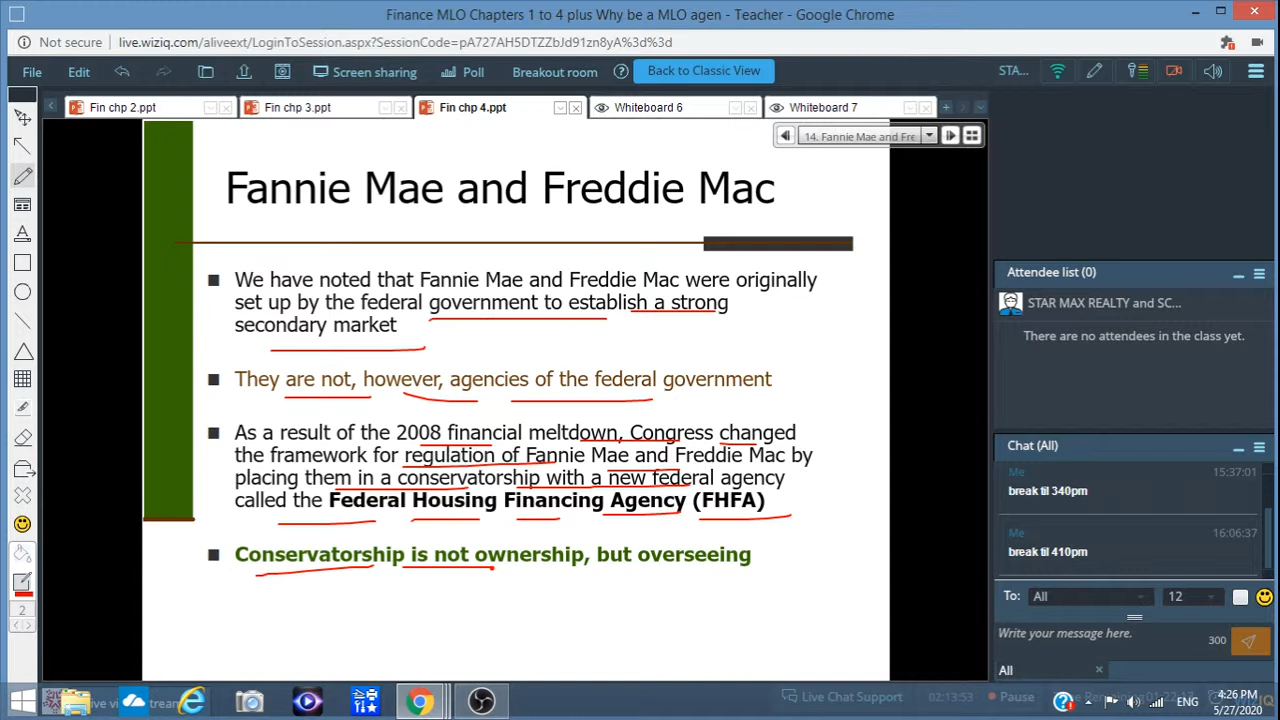 Finance MLO Chapters 1 to 4 plus Why be a MLO agen - Teacher - Google Chrome
Not secure live.wiziq.com/aliveext/LoginToSession.aspx?SessionCode=pA727AH5DTZZbJd91zn8yA%3d%3d
File Edit Screen sharing Poll Breakout room Back to Classic View STA...
Fin chp 2.ppt Fin chp 3.ppt Fin chp 4.ppt Whiteboard 6 Whiteboard 7
14. Fannie Mae and Fre
Fannie Mae and Freddie Mac
We have noted that Fannie Mae and Freddie Mac were originally
set up by the federal government to establish a strong
secondary market
They are not, however, agencies of the federal government
As a result of the 2008 financial meltdown, Congress changed
the framework for regulation of Fannie Mae and Freddie Mac by
placing them in a conservatorship with a new federal agency
called the Federal Housing Financing Agency (FHFA)
Conservatorship is not ownership, but overseeing
2
Attendee list (0)
STAR MAX REALTY and SC...
There are no attendees in the class yet.
Chat (All)
Me 15:37:01
break til 340pm
Me 16:06:37
break til 410pm
To: All 12
Write your message here. 300
All
Live Chat Support 02:13:53 Pause
ENG 4:26 PM
5/27/2020